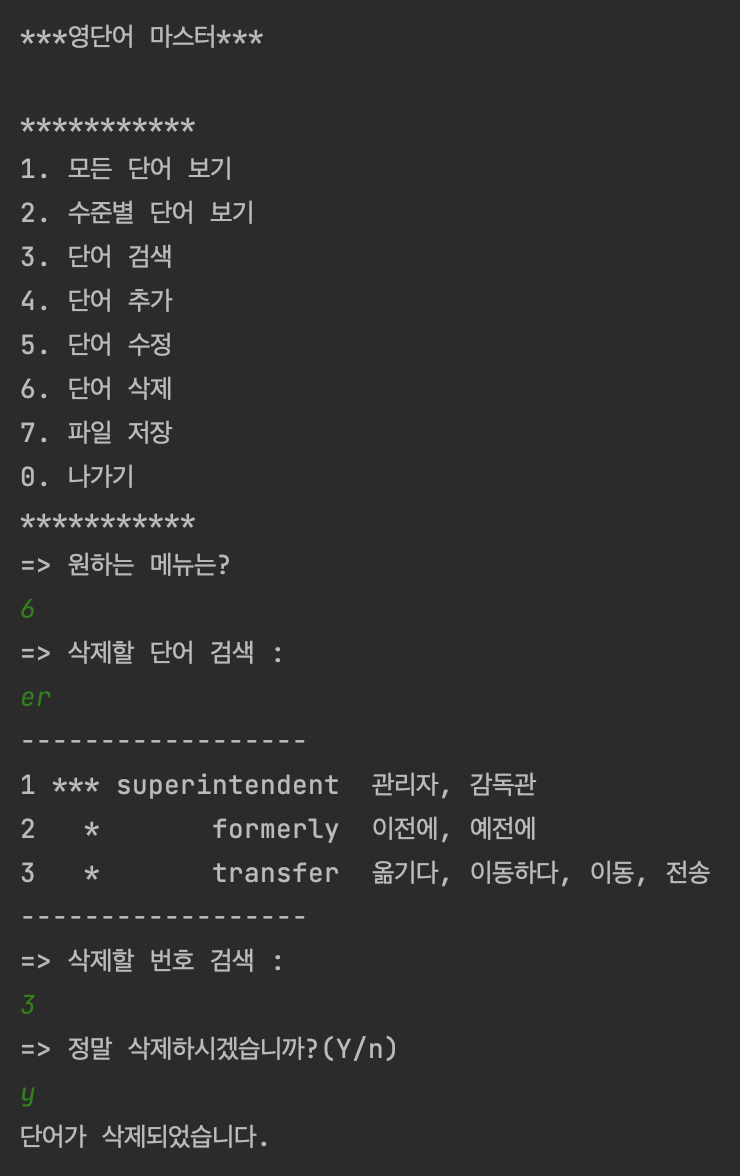 ***영단어 마스터***
***********
1. 모든 단어 보기
2. 수준별 단어 보기
3. 단어 검색
4. 단어 추가
5. 단어 수정
6. 단어 삭제
7. 파일 저장
0. 나가기
***********
=> 원하는 메뉴는?
6
=> 삭제할 단어 검색 :
er
------------------
1 *** superintendent  관리자, 감독관
2   *       formerly  이전에, 예전에
3   *       transfer  옮기다, 이동하다, 이동, 전송
------------------
=> 삭제할 번호 검색 :
3
=> 정말 삭제하시겠습니까?(Y/n)
y
단어가 삭제되었습니다.